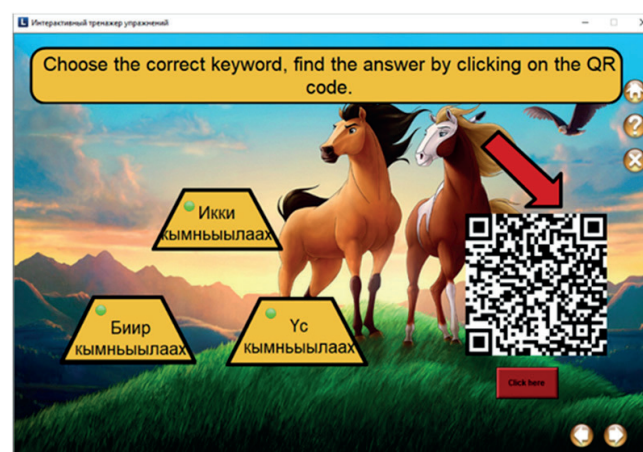 Интерактивный тренажер упражнений
Choose the correct keyword, find the answer by clicking on the QR
code.
Икки
кымньыылаах
Биир
кымньыылаах
Үс
кымньыылаах
Click here